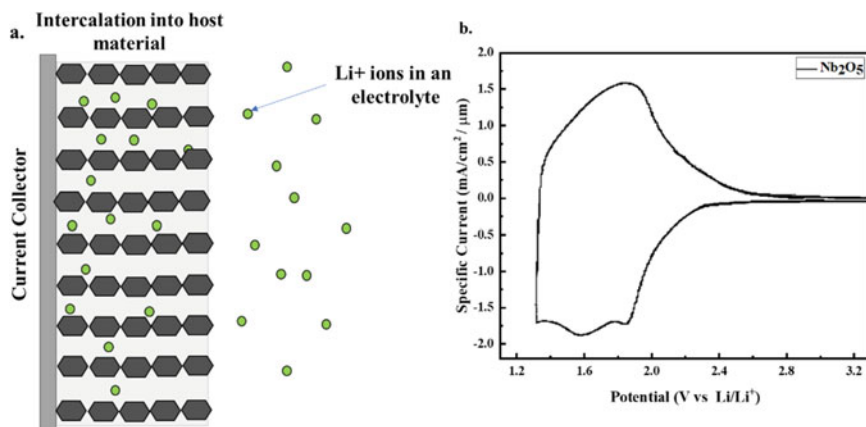 a.
Intercalation into host
material
Current Collector
Li+ ions in an
electrolyte
b.
Nb₂O₅
Specific Current (mA/cm² / μm)
2.0
1.5
1.0
0.5
0.0
-0.5
-1.0
-1.5
-2.0
1.2 1.6 2.0 2.4 2.8 3.2
Potential (V vs Li/Li⁺)